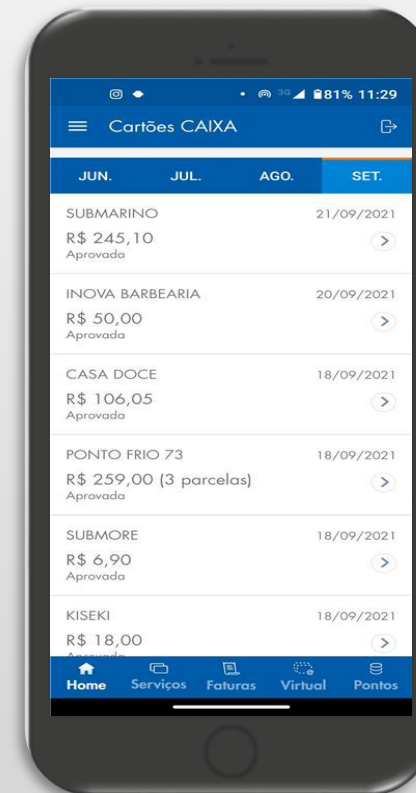 3G 81% 11:29
Cartões CAIXA
JUN. JUL. AGO. SET.
SUBMARINO 21/09/2021
R$ 245,10
Aprovada
INOVA BARBEARIA 20/09/2021
R$ 50,00
Aprovada
CASA DOCE 18/09/2021
R$ 106,05
Aprovada
PONTO FRIO 73 18/09/2021
R$ 259,00 (3 parcelas)
Aprovada
SUBMORE 18/09/2021
R$ 6,90
Aprovada
KISEKI 18/09/2021
R$ 18,00
Aprovada
Home Serviços Faturas Virtual Pontos